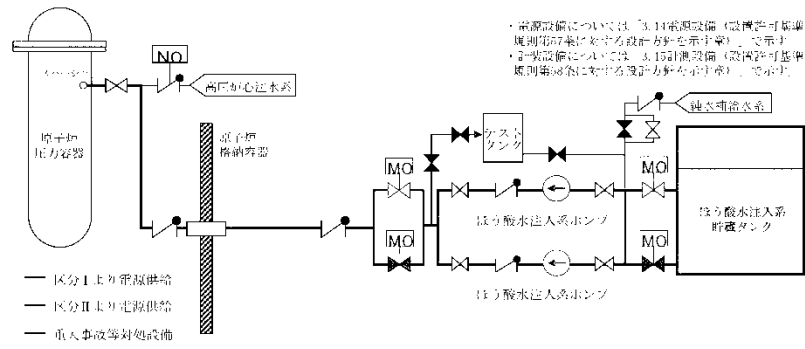 ・電源設備については「3.14電源設備（設置許可基準
規則第57条に対する設計方針を示す章）」で示す
・計装設備については「3.15計測設備（設置許可基準
規則第58条に対する設計方針を示す章）」で示す。
NO
高圧炉心注水系
純水補給水系
スパージャ
原子炉
圧力容器
原子炉
格納容器
テスト
タンク
MO
MO
MO
MO
ほう酸水注入系ポンプ
ほう酸水注入系ポンプ
ほう酸水注入系
貯蔵タンク
区分Ⅰより電源供給
区分Ⅱより電源供給
重大事故等対処設備